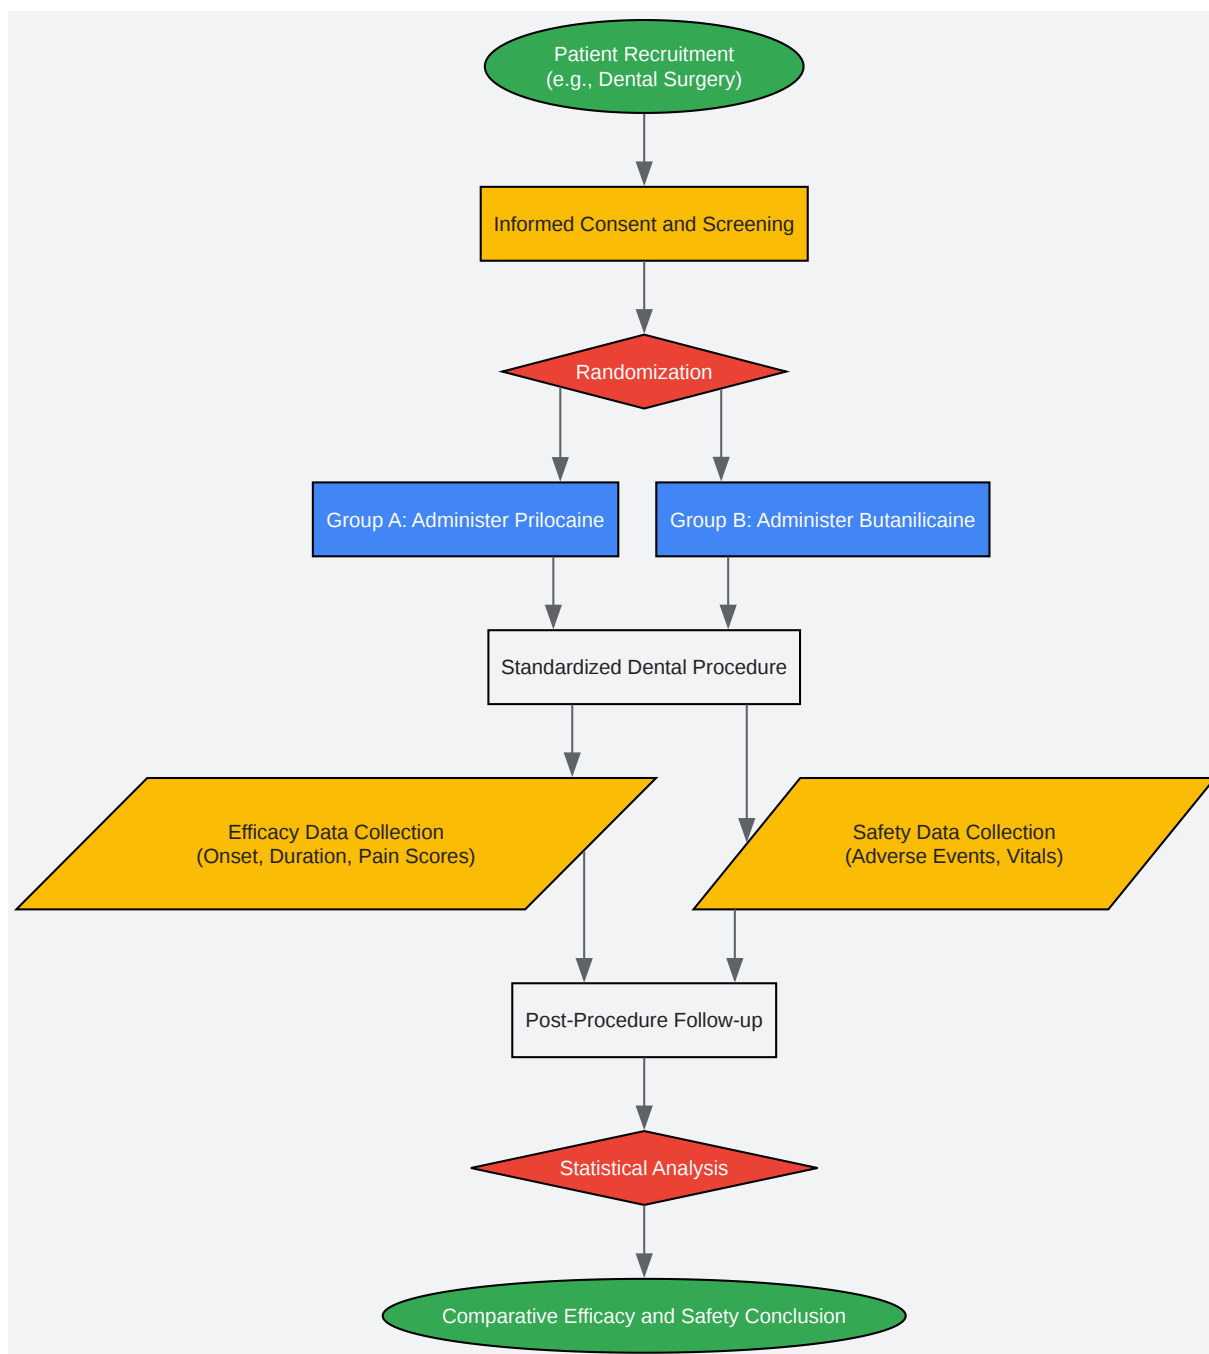 Patient Recruitment
(e.g., Dental Surgery)
Informed Consent and Screening
Randomization
Group A: Administer Prilocaine
Group B: Administer Butanilicaine
Standardized Dental Procedure
Efficacy Data Collection
(Onset, Duration, Pain Scores)
Safety Data Collection
(Adverse Events, Vitals)
Post-Procedure Follow-up
Statistical Analysis
Comparative Efficacy and Safety Conclusion